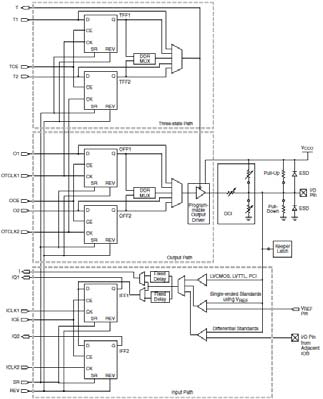 T
T1
D
Q
TFF1
CE
CK
SR
REV
DDR
MUX
TCE
T2
D
Q
TFF2
CE
CK
SR
REV
Three-state Path
O1
D
Q
OFF1
CE
CK
SR
REV
OTCLK1
DDR
MUX
OCE
O2
D
Q
OFF2
CE
CK
SR
REV
OTCLK2
Output Path
Program-
mable
Output
Driver
DCI
VCCO
Pull-Up
Pull-
Down
ESD
ESD
I/O
Pin
Keeper
Latch
I
IQ1
D
Q
IFF1
CE
CK
SR
REV
Fixed
Delay
Fixed
Delay
LVCMOS, LVTTL, PCI
Single-ended Standards
using VREF
VREF
Pin
Differential Standards
I/O Pin
from
Adjacent
IOB
ICLK1
ICE
IQ2
D
Q
IFF2
CE
CK
SR
REV
ICLK2
SR
REV
Input Path